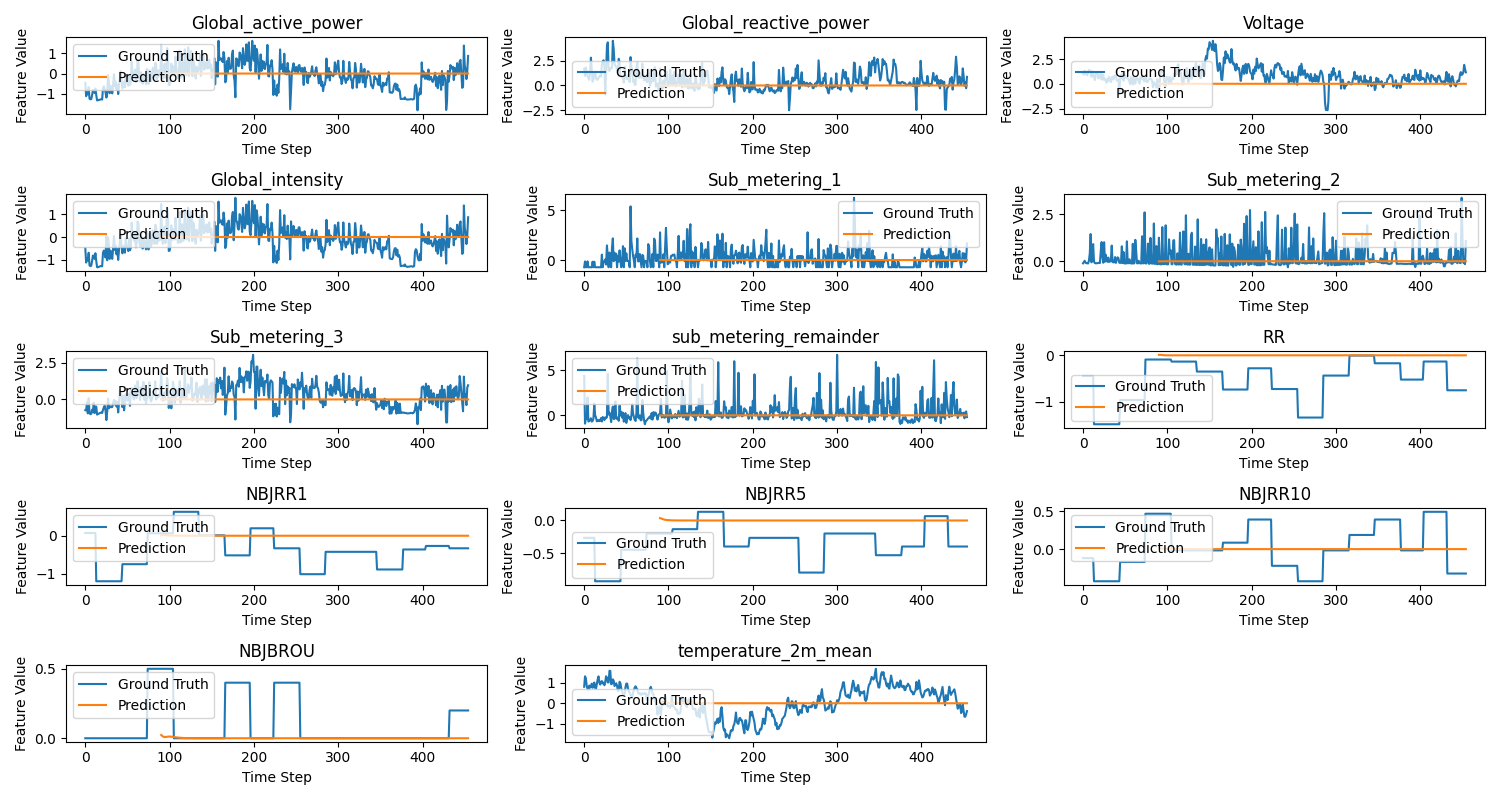 Global_active_power
Feature Value
1
0
−1
Ground Truth
Prediction
0 100 200 300 400
Time Step
Global_reactive_power
Feature Value
2.5
0.0
−2.5
Ground Truth
Prediction
0 100 200 300 400
Time Step
Voltage
Feature Value
2.5
0.0
−2.5
Ground Truth
Prediction
0 100 200 300 400
Time Step
Global_intensity
Feature Value
1
0
−1
Ground Truth
Prediction
0 100 200 300 400
Time Step
Sub_metering_1
Feature Value
5
0
Ground Truth
Prediction
0 100 200 300 400
Time Step
Sub_metering_2
Feature Value
2.5
0.0
Ground Truth
Prediction
0 100 200 300 400
Time Step
Sub_metering_3
Feature Value
2.5
0.0
Ground Truth
Prediction
0 100 200 300 400
Time Step
sub_metering_remainder
Feature Value
5
0
Ground Truth
Prediction
0 100 200 300 400
Time Step
RR
Feature Value
0
−1
Ground Truth
Prediction
0 100 200 300 400
Time Step
NBJRR1
Feature Value
0
−1
Ground Truth
Prediction
0 100 200 300 400
Time Step
NBJRR5
Feature Value
0.0
−0.5
Ground Truth
Prediction
0 100 200 300 400
Time Step
NBJRR10
Feature Value
0.5
0.0
Ground Truth
Prediction
0 100 200 300 400
Time Step
NBJBROU
Feature Value
0.5
0.0
Ground Truth
Prediction
0 100 200 300 400
Time Step
temperature_2m_mean
Feature Value
1
0
−1
Ground Truth
Prediction
0 100 200 300 400
Time Step